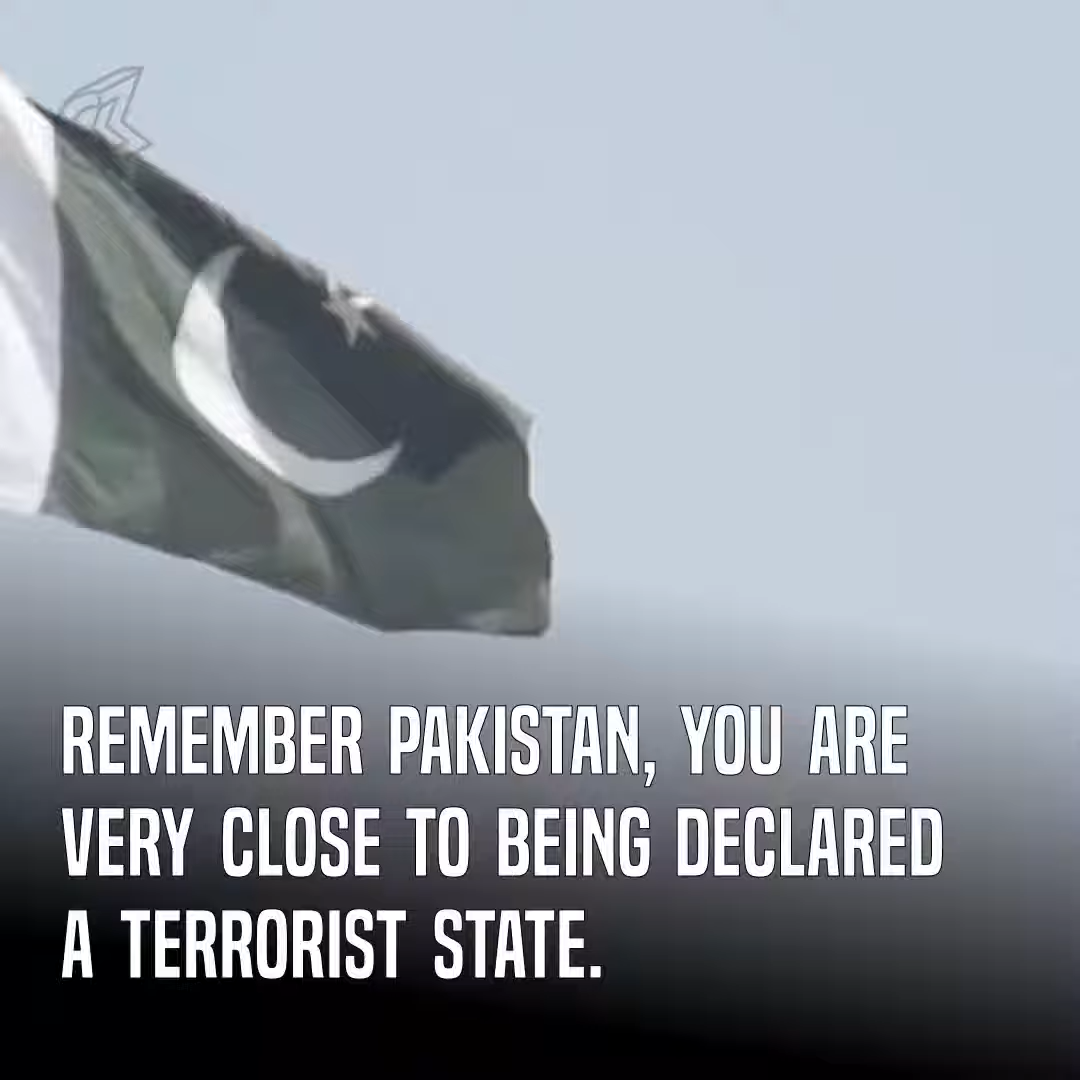 REMEMBER PAKISTAN, YOU ARE
VERY CLOSE TO BEING DECLARED
A TERRORIST STATE.